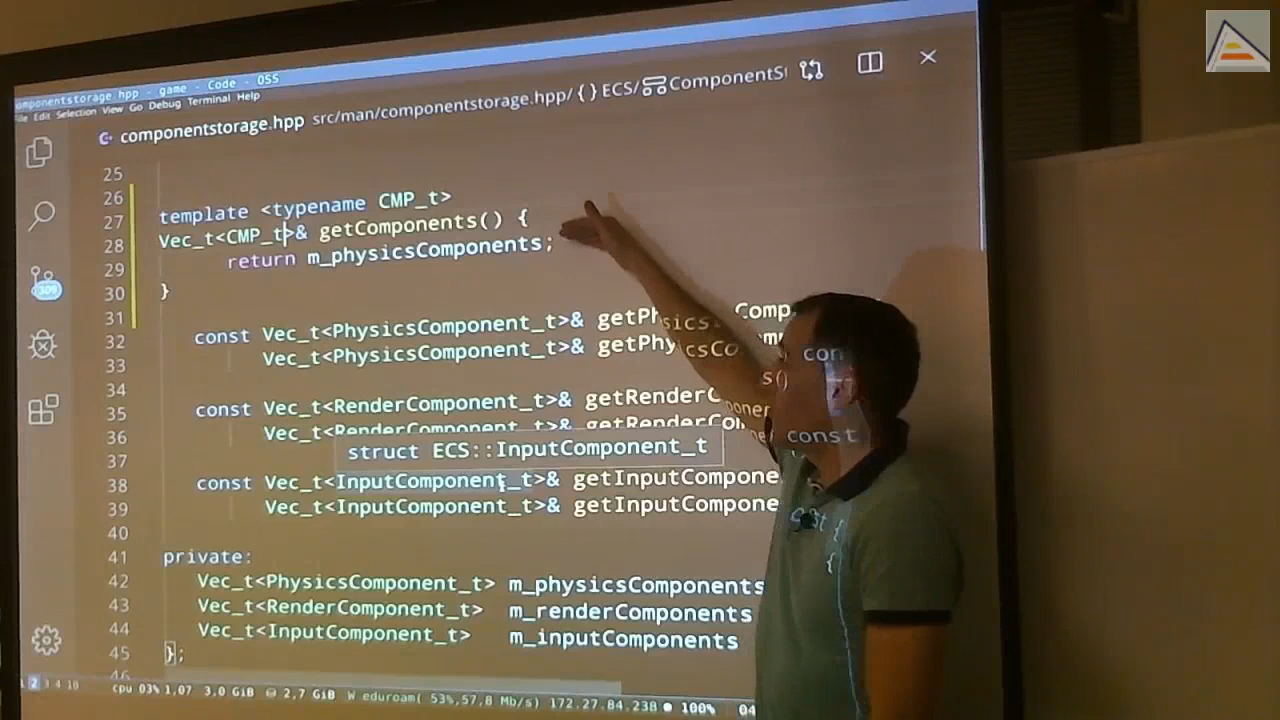 componentstorage.hpp - game - Code - OSS
File Edit Selection View Go Debug Terminal Help
componentstorage.hpp src/man/componentstorage.hpp/ {} ECS/
25
26
27 template <typename CMP_t>
28 Vec_t<CMP_t>& getComponents() {
29 return m_physicsComponents;
30 }
31
32 const Vec_t<PhysicsComponent_t>&
33 Vec_t<PhysicsComponent_t>&
34
35 const Vec_t<RenderComponent_t>&
36
37 struct ECS::InputComponent_t
38 const Vec_t<InputComponent_t>& getInputCompone
39 Vec_t<InputComponent_t>& getInputCompone
40
41 private:
42 Vec_t<PhysicsComponent_t> m_physicsComponents
43 Vec_t<RenderComponent_t> m_renderComponents
44 Vec_t<InputComponent_t> m_inputComponents
45 };
46
309
cpu 03% 1,07 3,0 GiB 2,7 GiB W eduroam( 53%,57,8 Mb/s) 172.27.84.238 100% 04